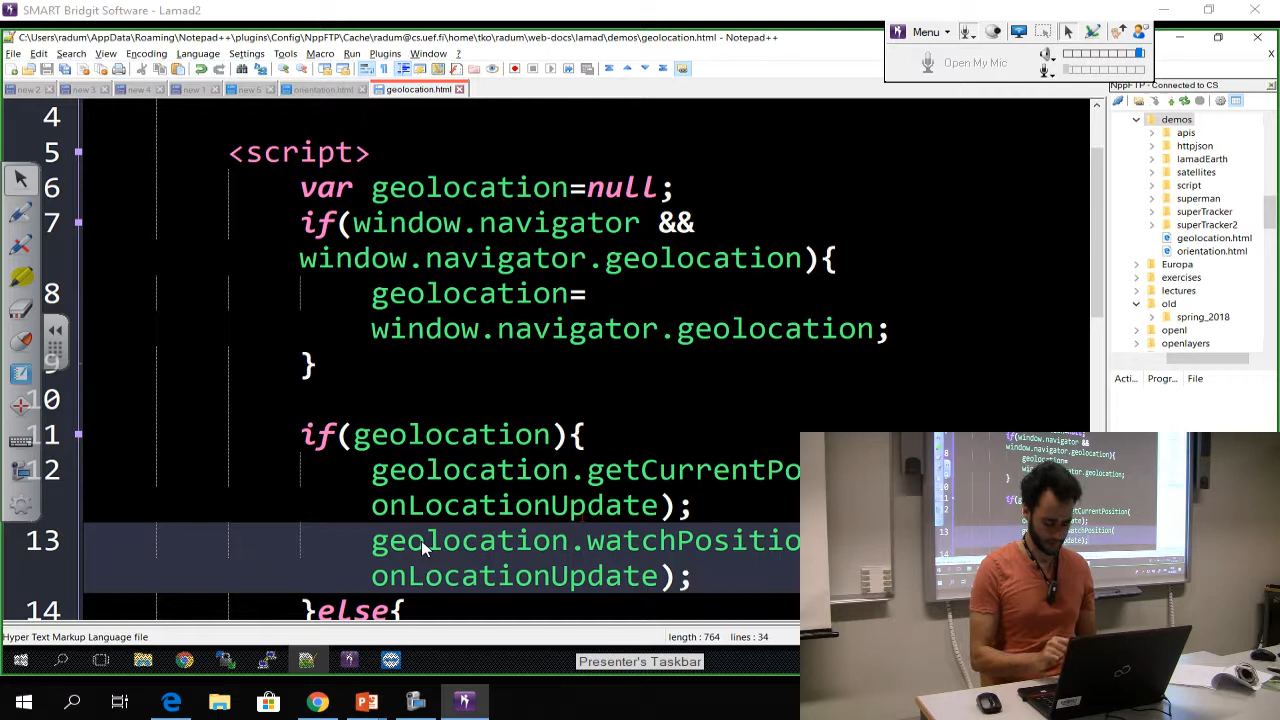 SMART Bridgit Software - Lamad2
C:\Users\radum\AppData\Roaming\Notepad++\plugins\Config\NppFTP\Cache\radum@cs.uef.fi\home\tko\radum\web-docs\lamad\demos\geolocation.html - Notepad++
File Edit Search View Encoding Language Settings Tools Macro Run Plugins Window ?
X
Menu
Open My Mic
new 2
new 3
new 4
new 1
new 5
orientation.html
geolocation.html
NppFTP - Connected to CS
4
5 <script>
6 var geolocation=null;
7 if(window.navigator &&
window.navigator.geolocation){
8 geolocation=
window.navigator.geolocation;
9 }
10
11 if(geolocation){
12 geolocation.getCurrentPo
onLocationUpdate);
13 geolocation.watchPositio
onLocationUpdate);
14 }else{
demos
apis
httpjson
lamadEarth
satellites
script
superman
superTracker
superTracker2
geolocation.html
orientation.html
Europa
exercises
lectures
old
spring_2018
openl
openlayers
Acti... Progr... File
Hyper Text Markup Language file
length : 764 lines : 34
Presenter's Taskbar